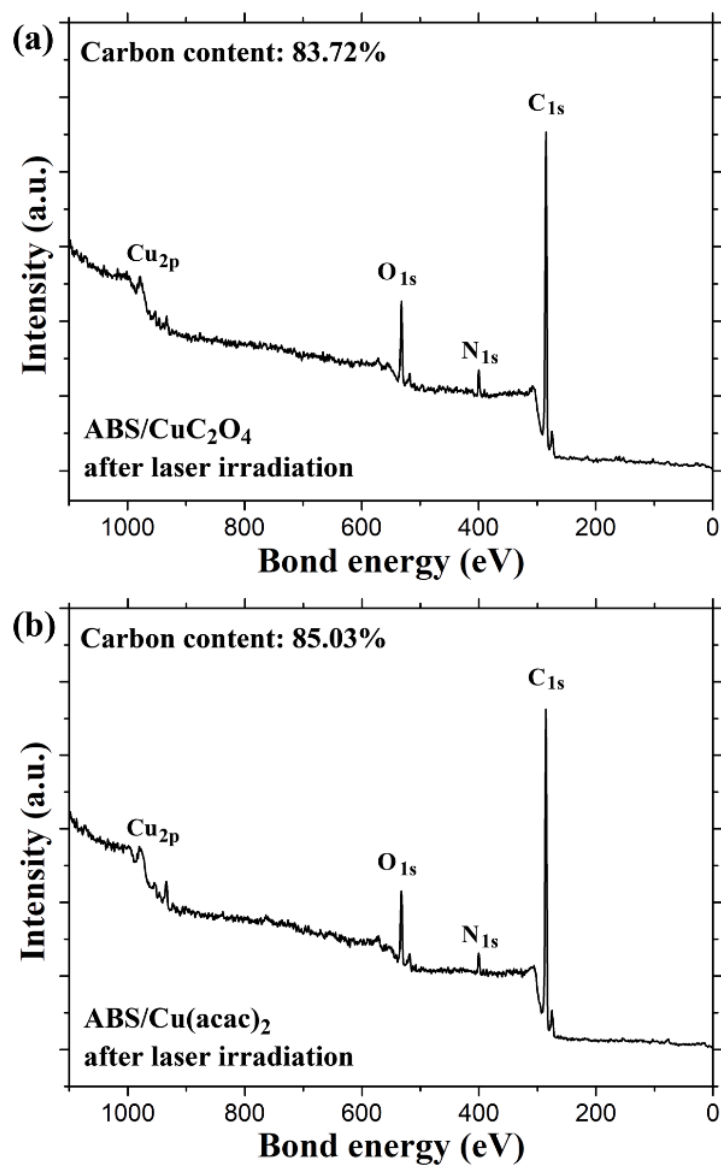 (a)
Carbon content: 83.72%
C1s
Cu2p
O1s
N1s
Intensity (a.u.)
ABS/CuC2O4
after laser irradiation
1000 800 600 400 200 0
Bond energy (eV)
(b)
Carbon content: 85.03%
C1s
Cu2p
O1s
N1s
Intensity (a.u.)
ABS/Cu(acac)2
after laser irradiation
1000 800 600 400 200 0
Bond energy (eV)